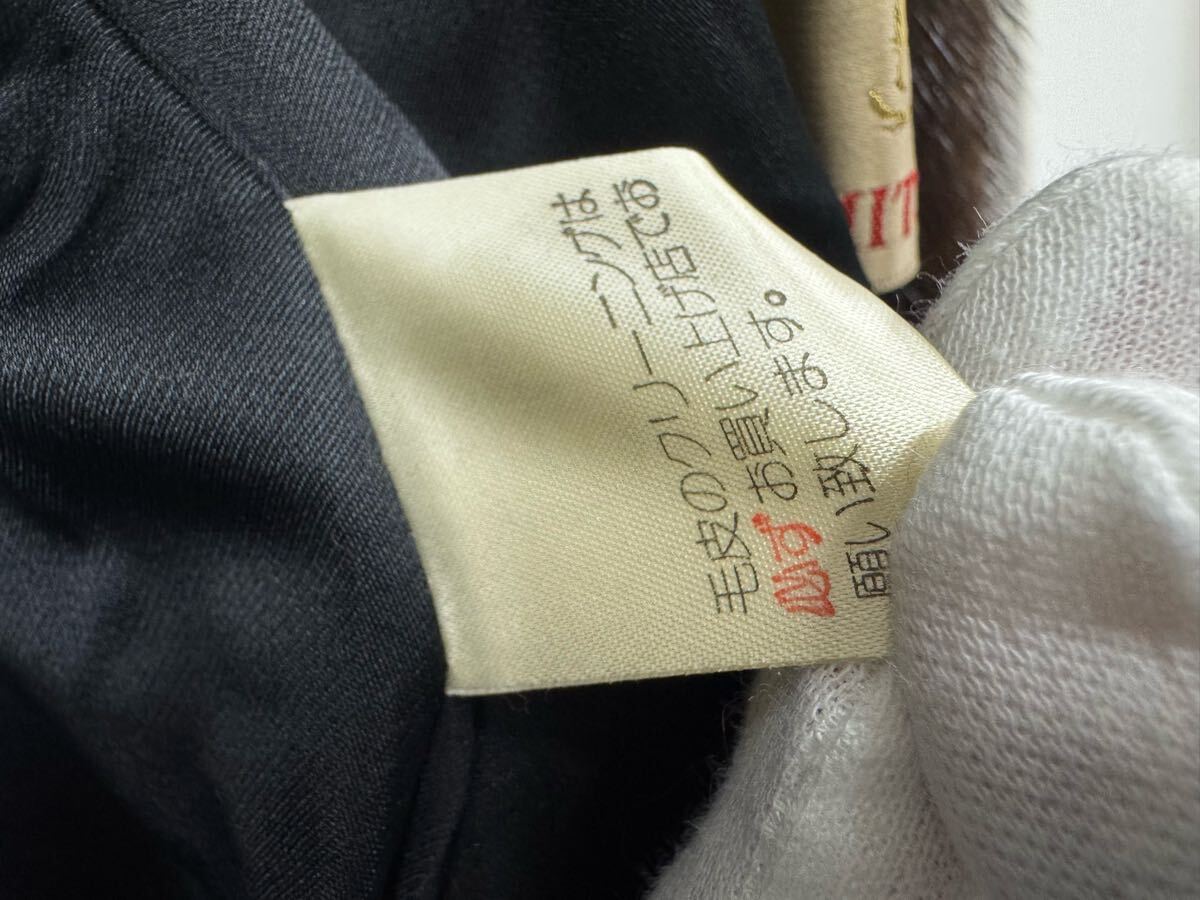 毛皮のクリーニングは
必ずお買い上げ店でお
願い致します。
IIT